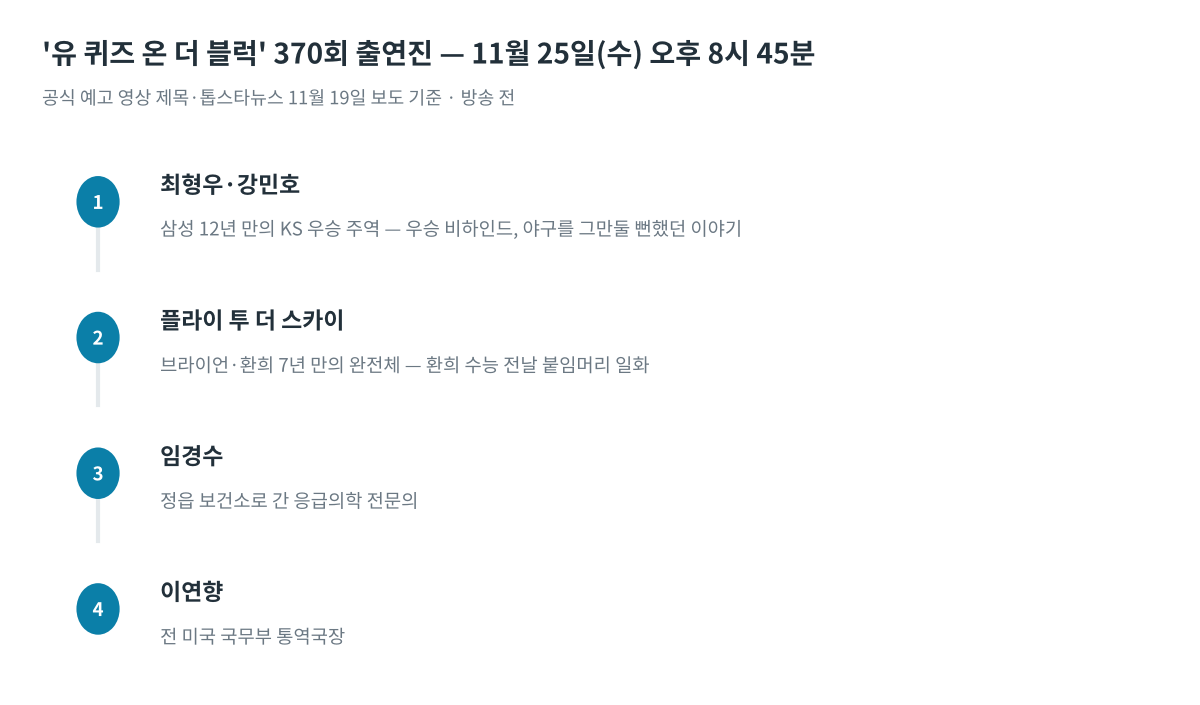 '유 퀴즈 온 더 블럭' 370회 출연진 — 11월 25일(수) 오후 8시 45분
공식 예고 영상 제목·톱스타뉴스 11월 19일 보도 기준 · 방송 전
1
최형우·강민호
삼성 12년 만의 KS 우승 주역 — 우승 비하인드, 야구를 그만둘 뻔했던 이야기
2
플라이 투 더 스카이
브라이언·환희 7년 만의 완전체 — 환희 수능 전날 붙임머리 일화
3
임경수
정읍 보건소로 간 응급의학 전문의
4
이연향
전 미국 국무부 통역국장